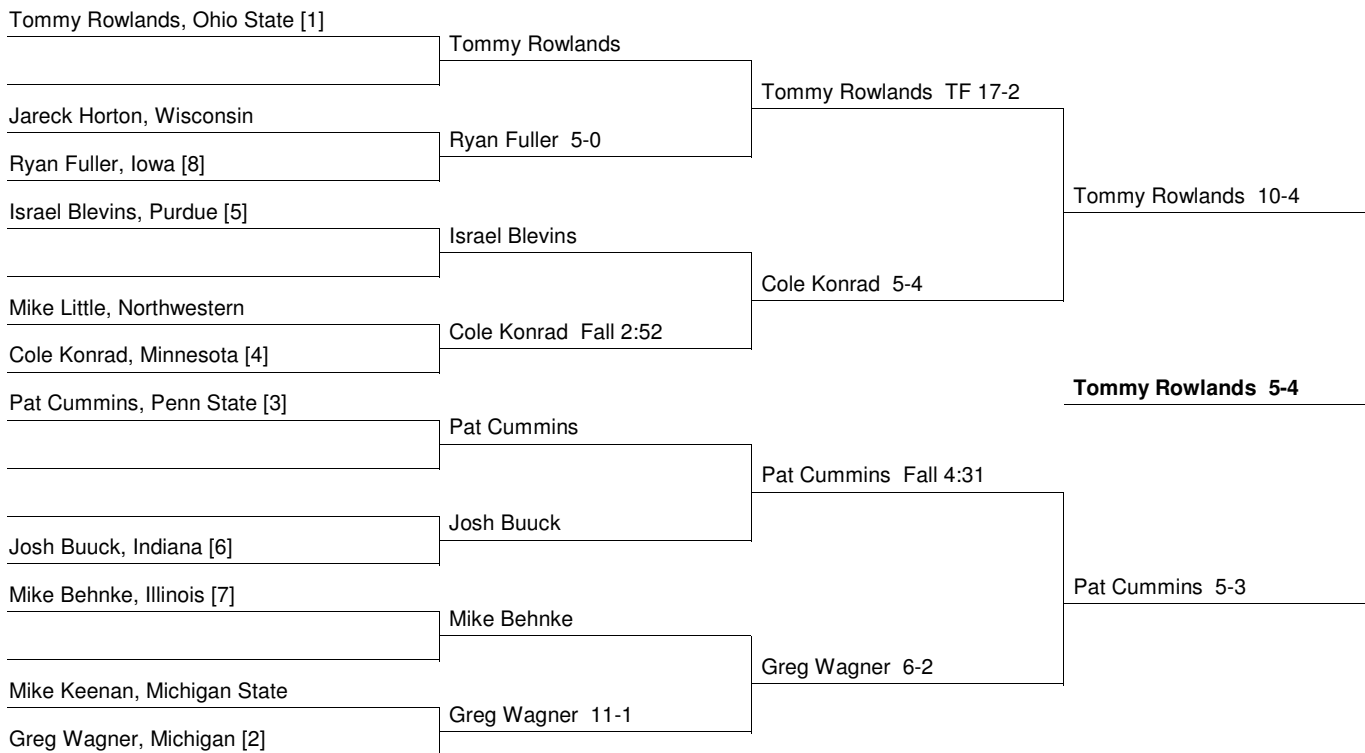 Tommy Rowlands, Ohio State [1]
Tommy Rowlands
Tommy Rowlands TF 17-2
Jareck Horton, Wisconsin
Ryan Fuller 5-0
Ryan Fuller, Iowa [8]
Tommy Rowlands 10-4
Israel Blevins, Purdue [5]
Israel Blevins
Cole Konrad 5-4
Mike Little, Northwestern
Cole Konrad Fall 2:52
Cole Konrad, Minnesota [4]
Tommy Rowlands 5-4
Pat Cummins, Penn State [3]
Pat Cummins
Pat Cummins Fall 4:31
Josh Buuck
Josh Buuck, Indiana [6]
Pat Cummins 5-3
Mike Behnke, Illinois [7]
Mike Behnke
Greg Wagner 6-2
Mike Keenan, Michigan State
Greg Wagner 11-1
Greg Wagner, Michigan [2]